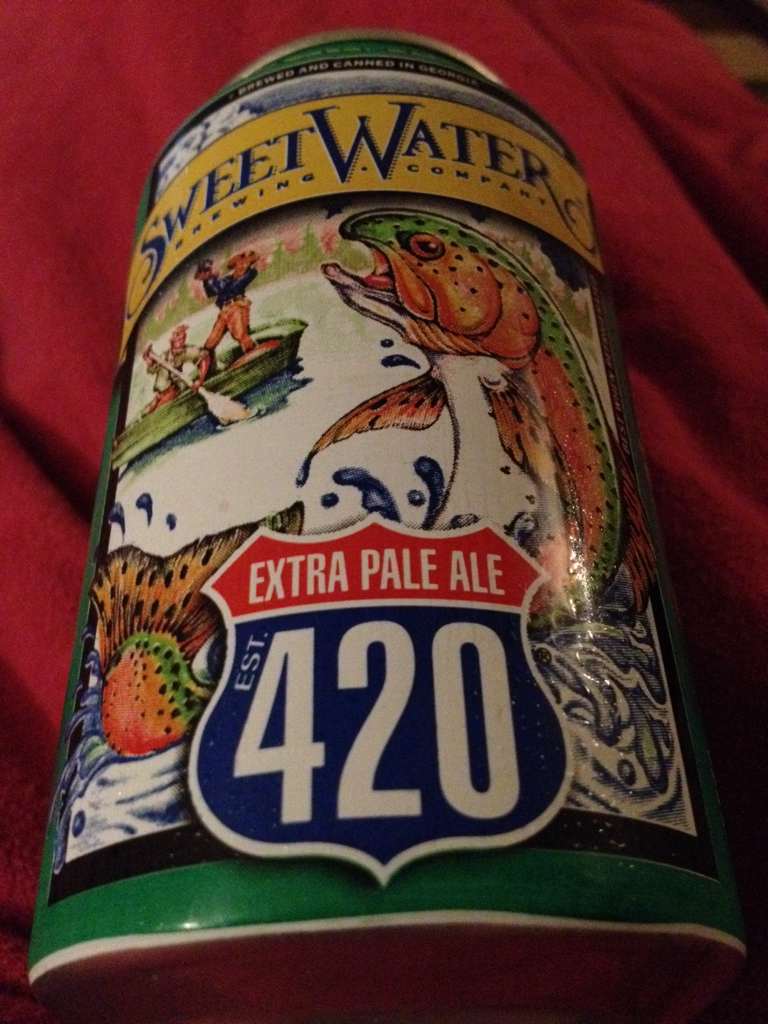 BREWED AND CANNED IN GEORGIA
SWEETWATER
BREWING COMPANY
EXTRA PALE ALE
EST.
420